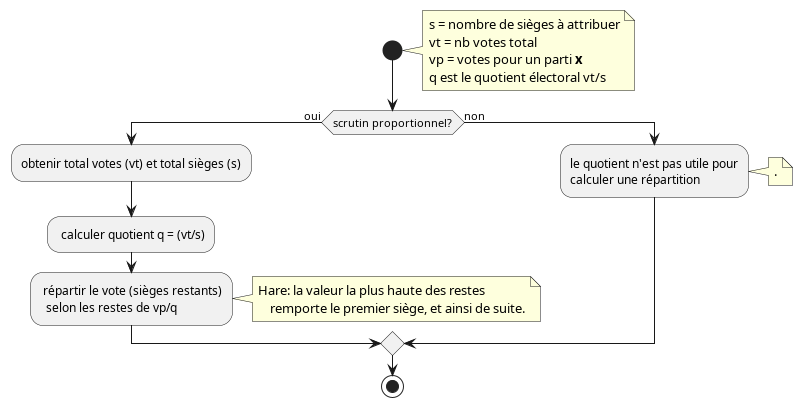 s = nombre de sièges à attribuer
vt = nb votes total
vp = votes pour un parti x
q est le quotient électoral vt/s
oui
scrutin proportionnel?
non
obtenir total votes (vt) et total sièges (s)
le quotient n'est pas utile pour
calculer une répartition
.
calculer quotient q = (vt/s)
répartir le vote (sièges restants)
selon les restes de vp/q
Hare: la valeur la plus haute des restes
remporte le premier siège, et ainsi de suite.